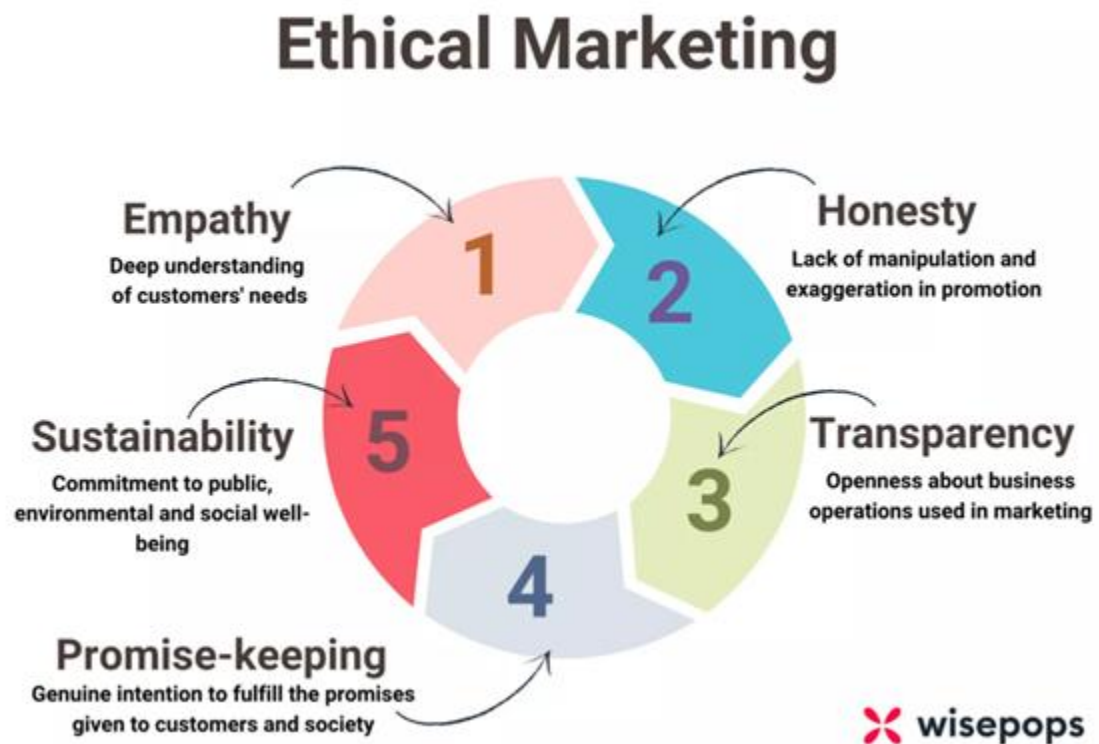 Ethical Marketing
Empathy
Deep understanding
of customers' needs
1
2
Honesty
Lack of manipulation and
exaggeration in promotion
Sustainability
Commitment to public,
environmental and social well-
being
5
3
Transparency
Openness about business
operations used in marketing
4
Promise-keeping
Genuine intention to fulfill the promises
given to customers and society
wisepops